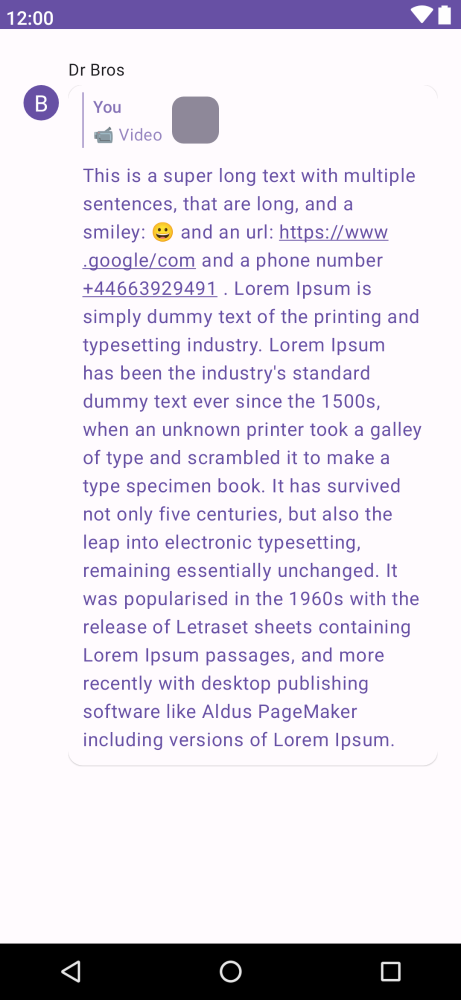 12:00
Dr Bros
B
You
📹 Video
This is a super long text with multiple
sentences, that are long, and a
smiley: 😀 and an url: https://www
.google/com and a phone number
+44663929491 . Lorem Ipsum is
simply dummy text of the printing and
typesetting industry. Lorem Ipsum
has been the industry's standard
dummy text ever since the 1500s,
when an unknown printer took a galley
of type and scrambled it to make a
type specimen book. It has survived
not only five centuries, but also the
leap into electronic typesetting,
remaining essentially unchanged. It
was popularised in the 1960s with the
release of Letraset sheets containing
Lorem Ipsum passages, and more
recently with desktop publishing
software like Aldus PageMaker
including versions of Lorem Ipsum.